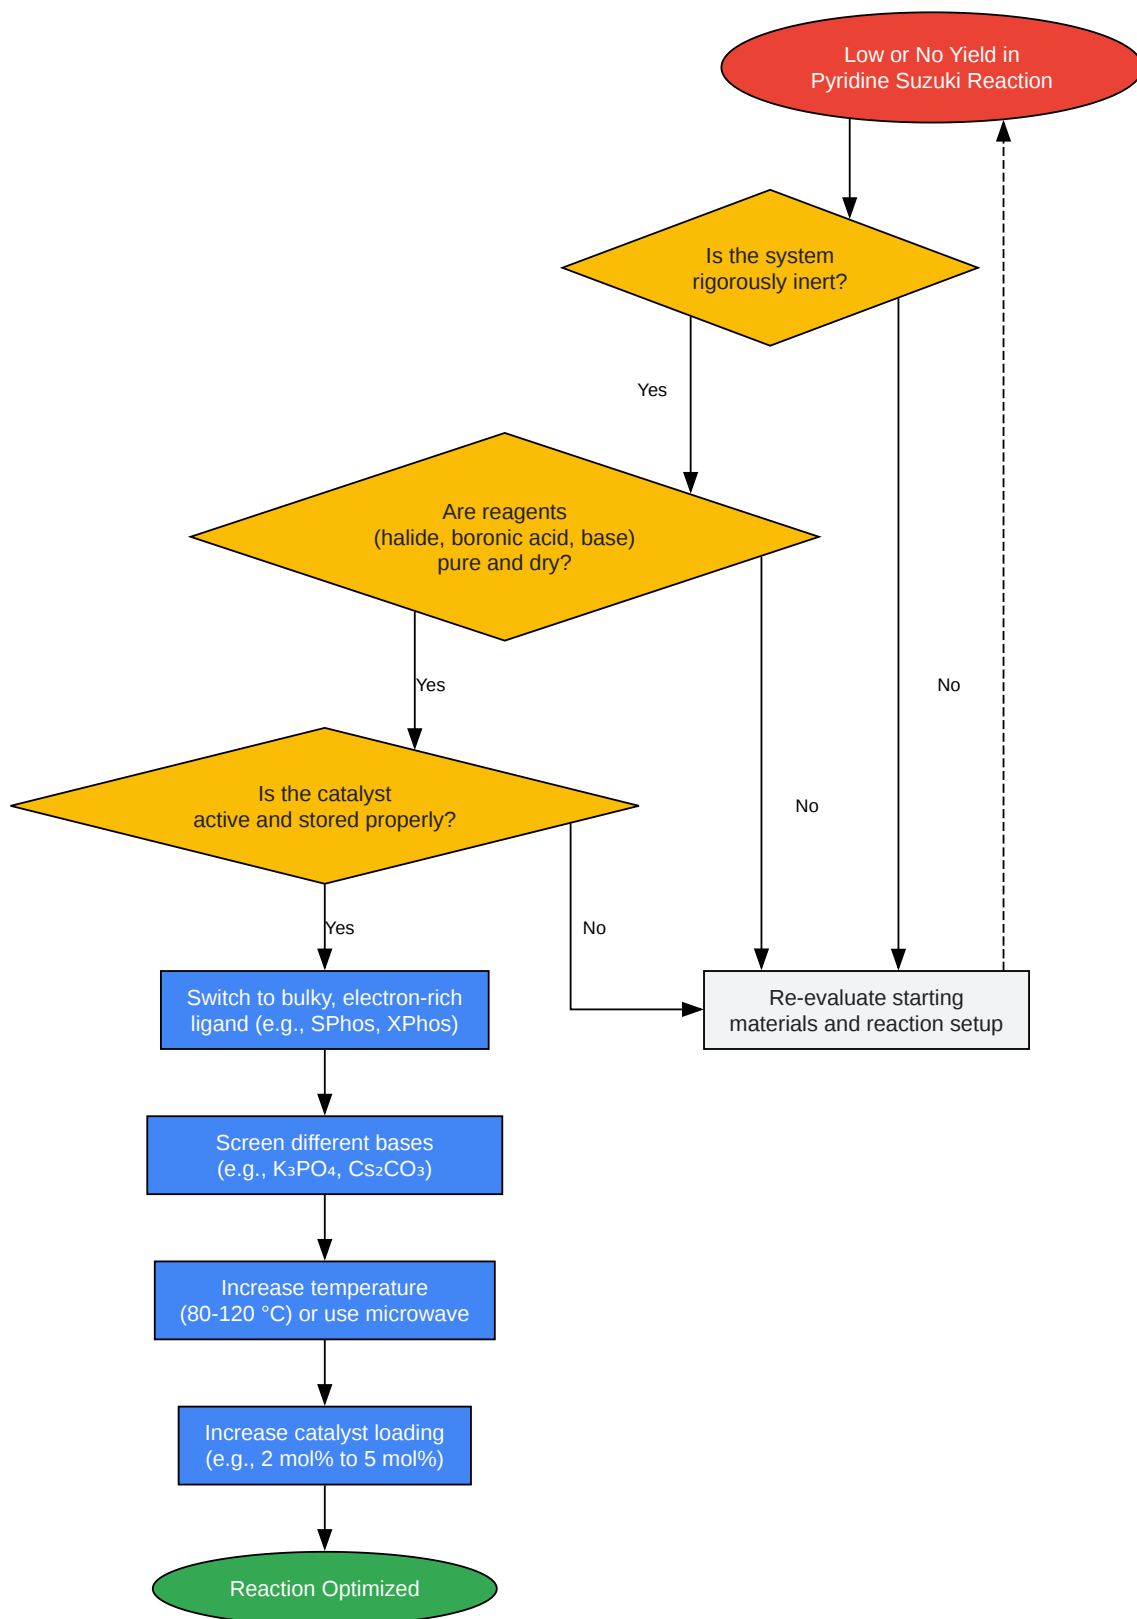 Low or No Yield in
Pyridine Suzuki Reaction
Is the system
rigorously inert?
Yes
Are reagents
(halide, boronic acid, base)
pure and dry?
Yes
No
Is the catalyst
active and stored properly?
No
Yes
No
Switch to bulky, electron-rich
ligand (e.g., SPhos, XPhos)
Re-evaluate starting
materials and reaction setup
Screen different bases
(e.g., K₃PO₄, Cs₂CO₃)
Increase temperature
(80-120 °C) or use microwave
Increase catalyst loading
(e.g., 2 mol% to 5 mol%)
Reaction Optimized